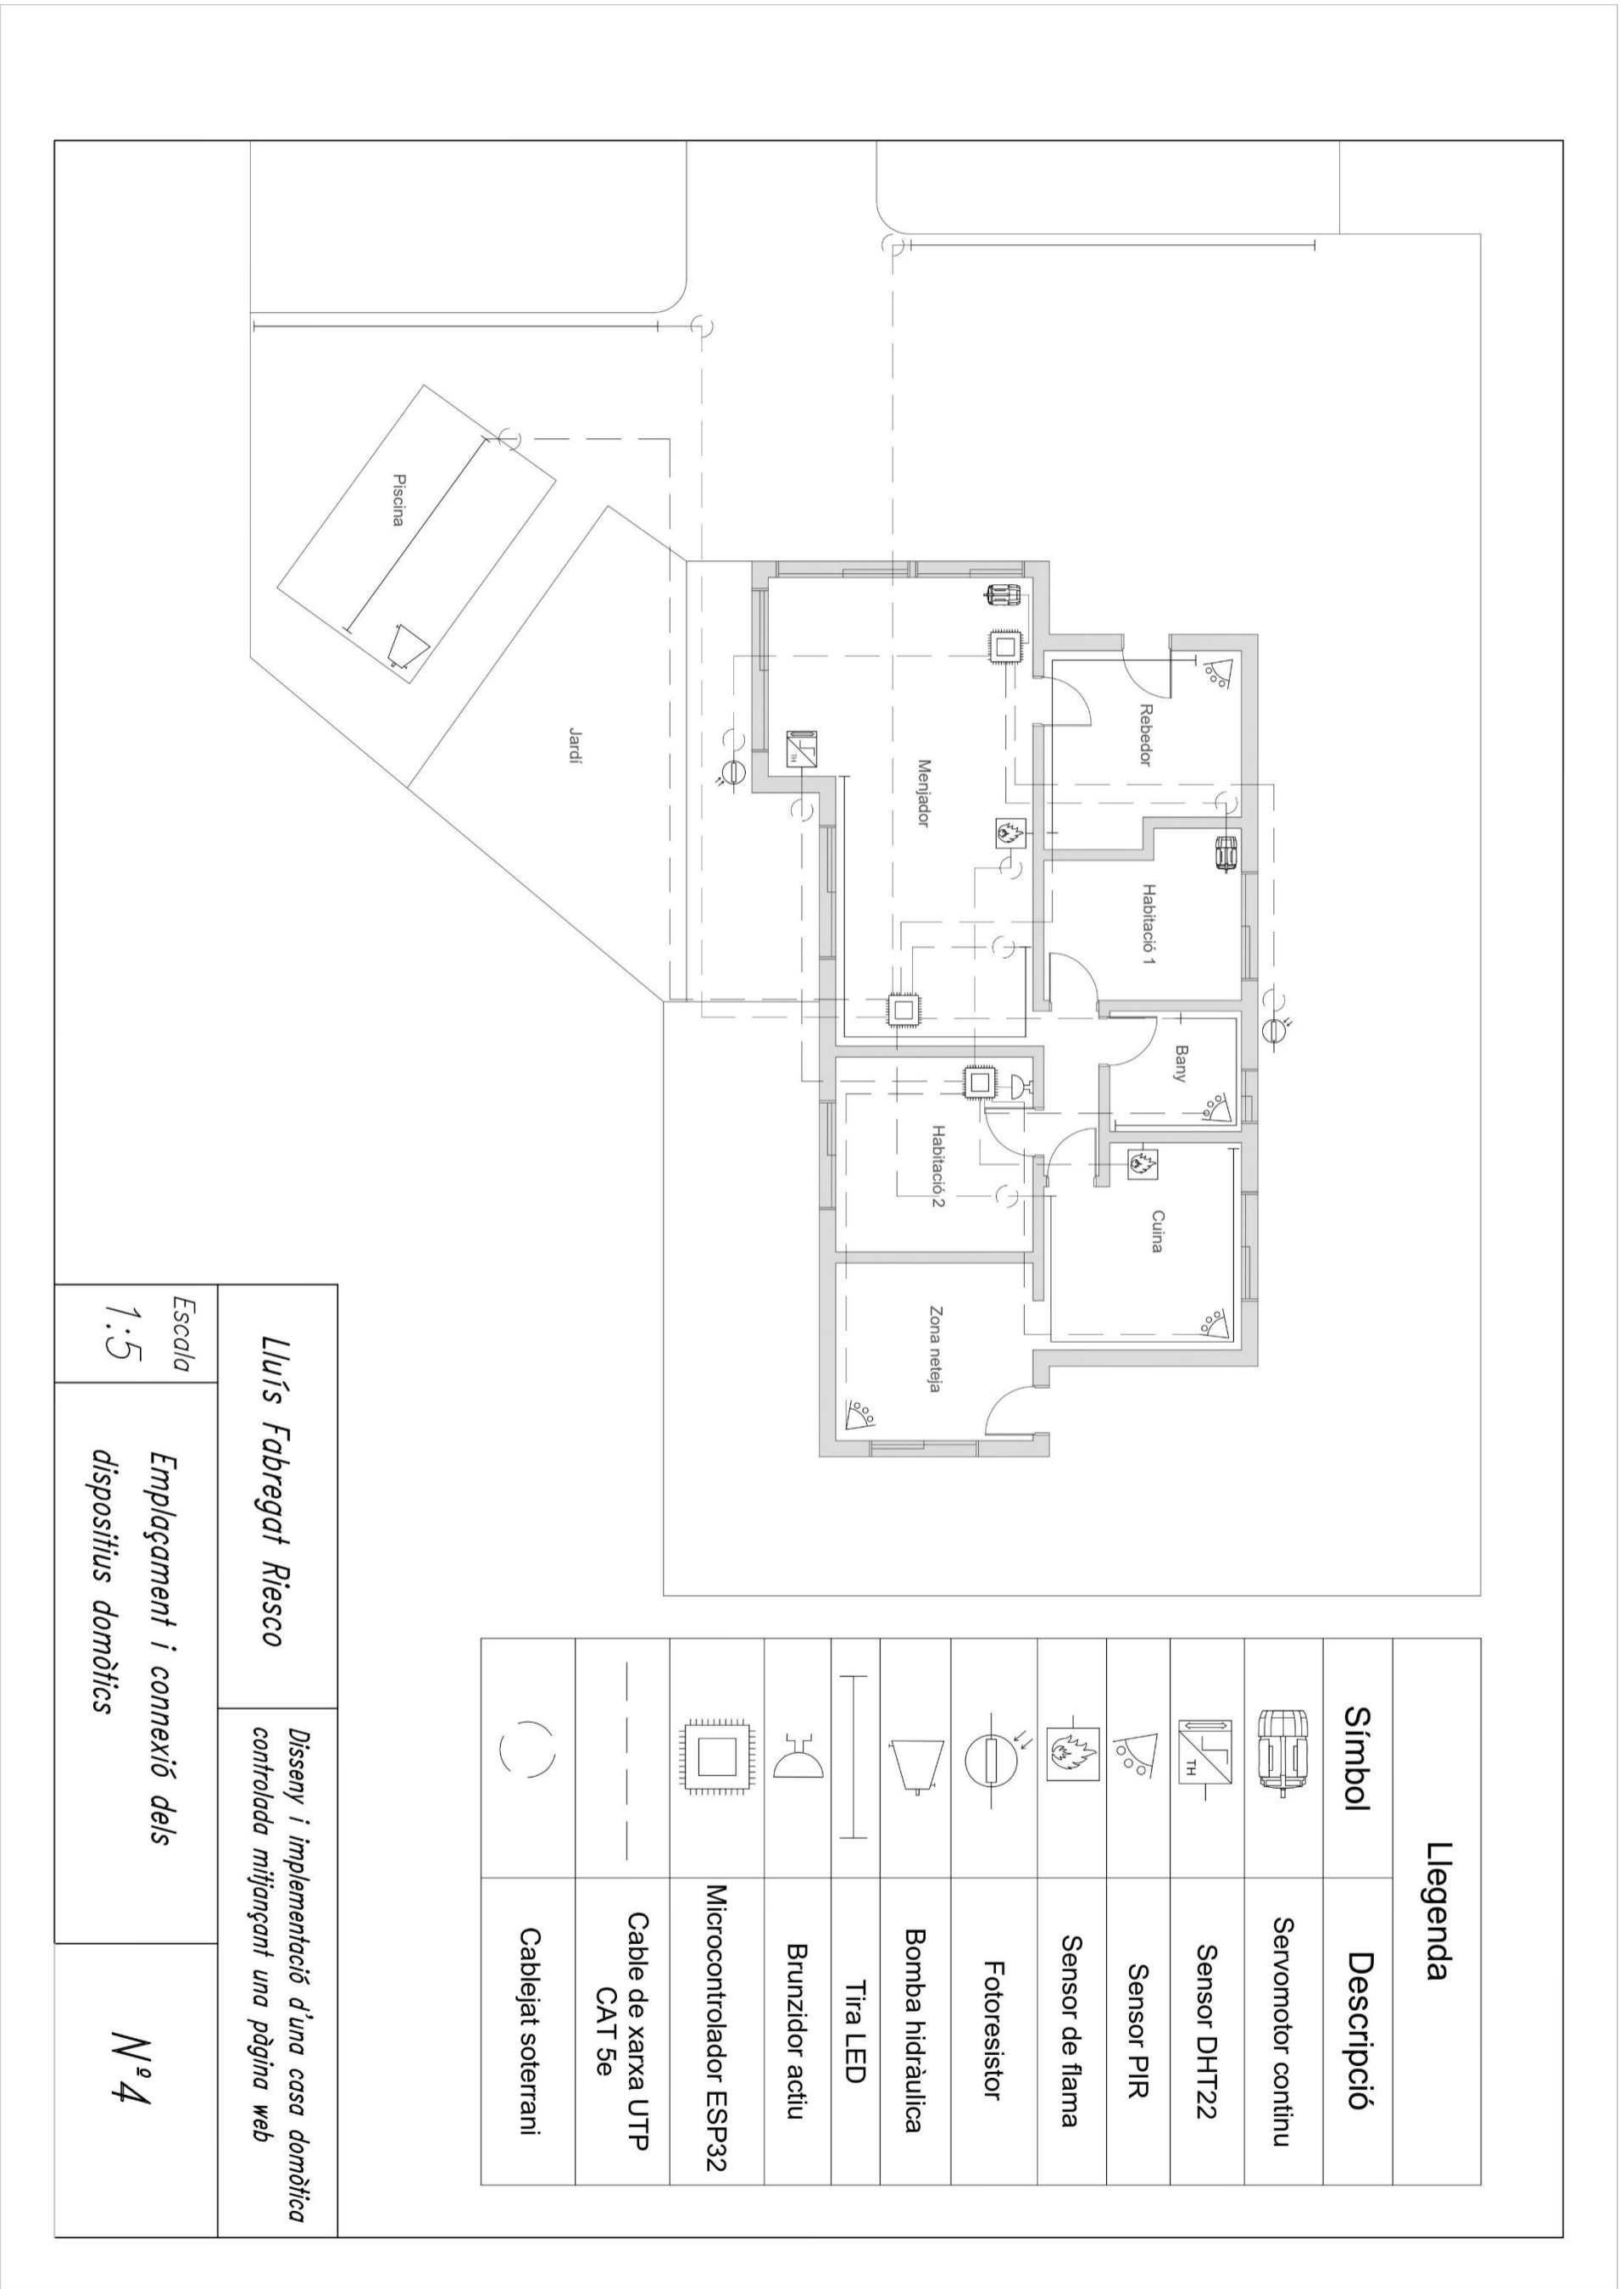 Rebedor
Habitació 1
Bany
Cuina
Menjador
TH
Habitació 2
Zona neteja
Jardí
Piscina
Llegenda
Símbol
Descripció
Servomotor continu
TH
Sensor DHT22
Sensor PIR
Sensor de flama
Fotoresistor
Bomba hidràulica
Tira LED
Brunzidor actiu
Microcontrolador ESP32
Cable de xarxa UTP
CAT 5e
Cablejat soterrani
Lluís Fabregat Riesco
Disseny i implementació d'una casa domòtica
controlada mitjançant una pàgina web
Escala
1:5
Emplaçament i connexió dels
dispositius domòtics
Nº4